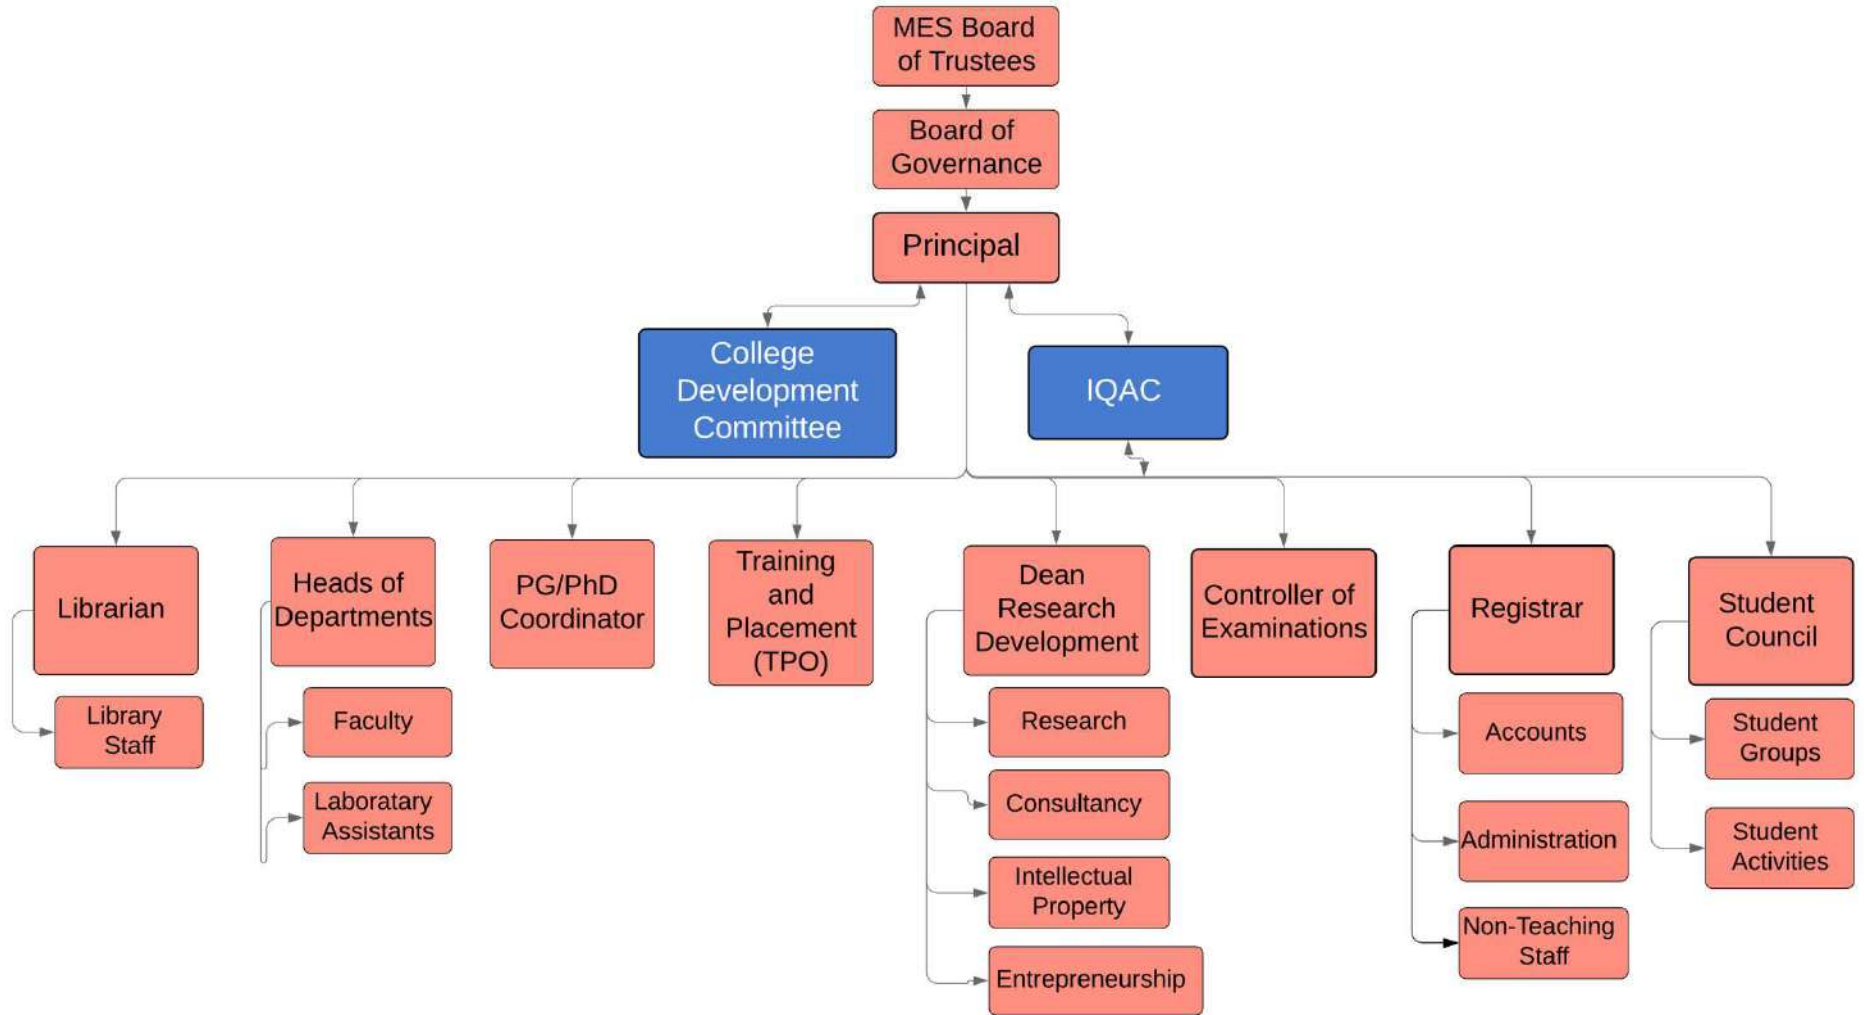 MES Board
of Trustees
Board of
Governance
Principal
College
Development
Committee
IQAC
Librarian
Library
Staff
Heads of
Departments
Faculty
Laboratary
Assistants
PG/PhD
Coordinator
Training
and
Placement
(TPO)
Dean
Research
Development
Research
Consultancy
Intellectual
Property
Entrepreneurship
Controller of
Examinations
Registrar
Accounts
Administration
Non-Teaching
Staff
Student
Council
Student
Groups
Student
Activities